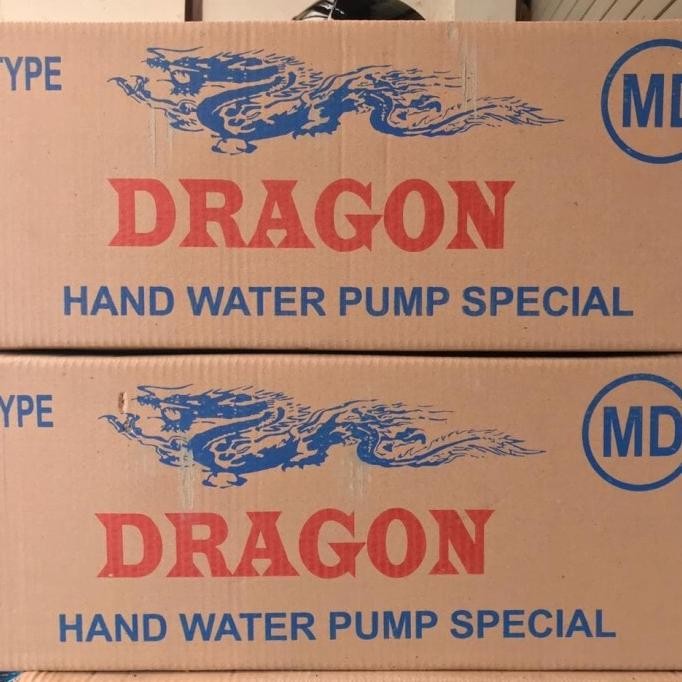 TYPE
MD
DRAGON
HAND WATER PUMP SPECIAL
TYPE
MD
DRAGON
HAND WATER PUMP SPECIAL